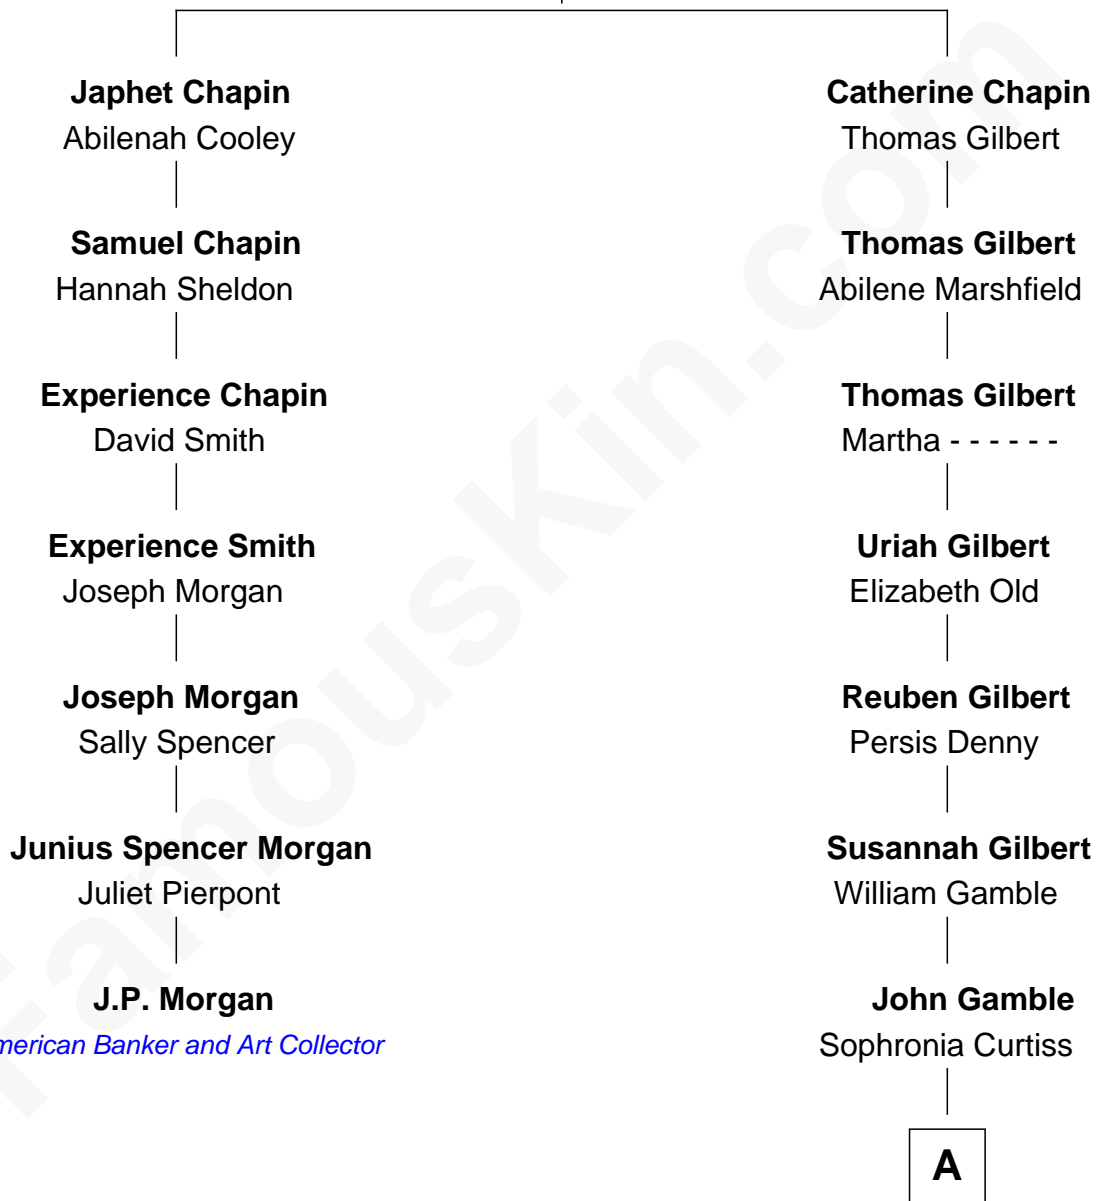 Japhet Chapin
Abilenah Cooley
Samuel Chapin
Hannah Sheldon
Experience Chapin
David Smith
Experience Smith
Joseph Morgan
Joseph Morgan
Sally Spencer
Junius Spencer Morgan
Juliet Pierpont
J.P. Morgan
merican Banker and Art Collector
Catherine Chapin
Thomas Gilbert
Thomas Gilbert
Abilene Marshfield
Thomas Gilbert
Martha - - - - - -
Uriah Gilbert
Elizabeth Old
Reuben Gilbert
Persis Denny
Susannah Gilbert
William Gamble
John Gamble
Sophronia Curtiss
A
FamousKin.com